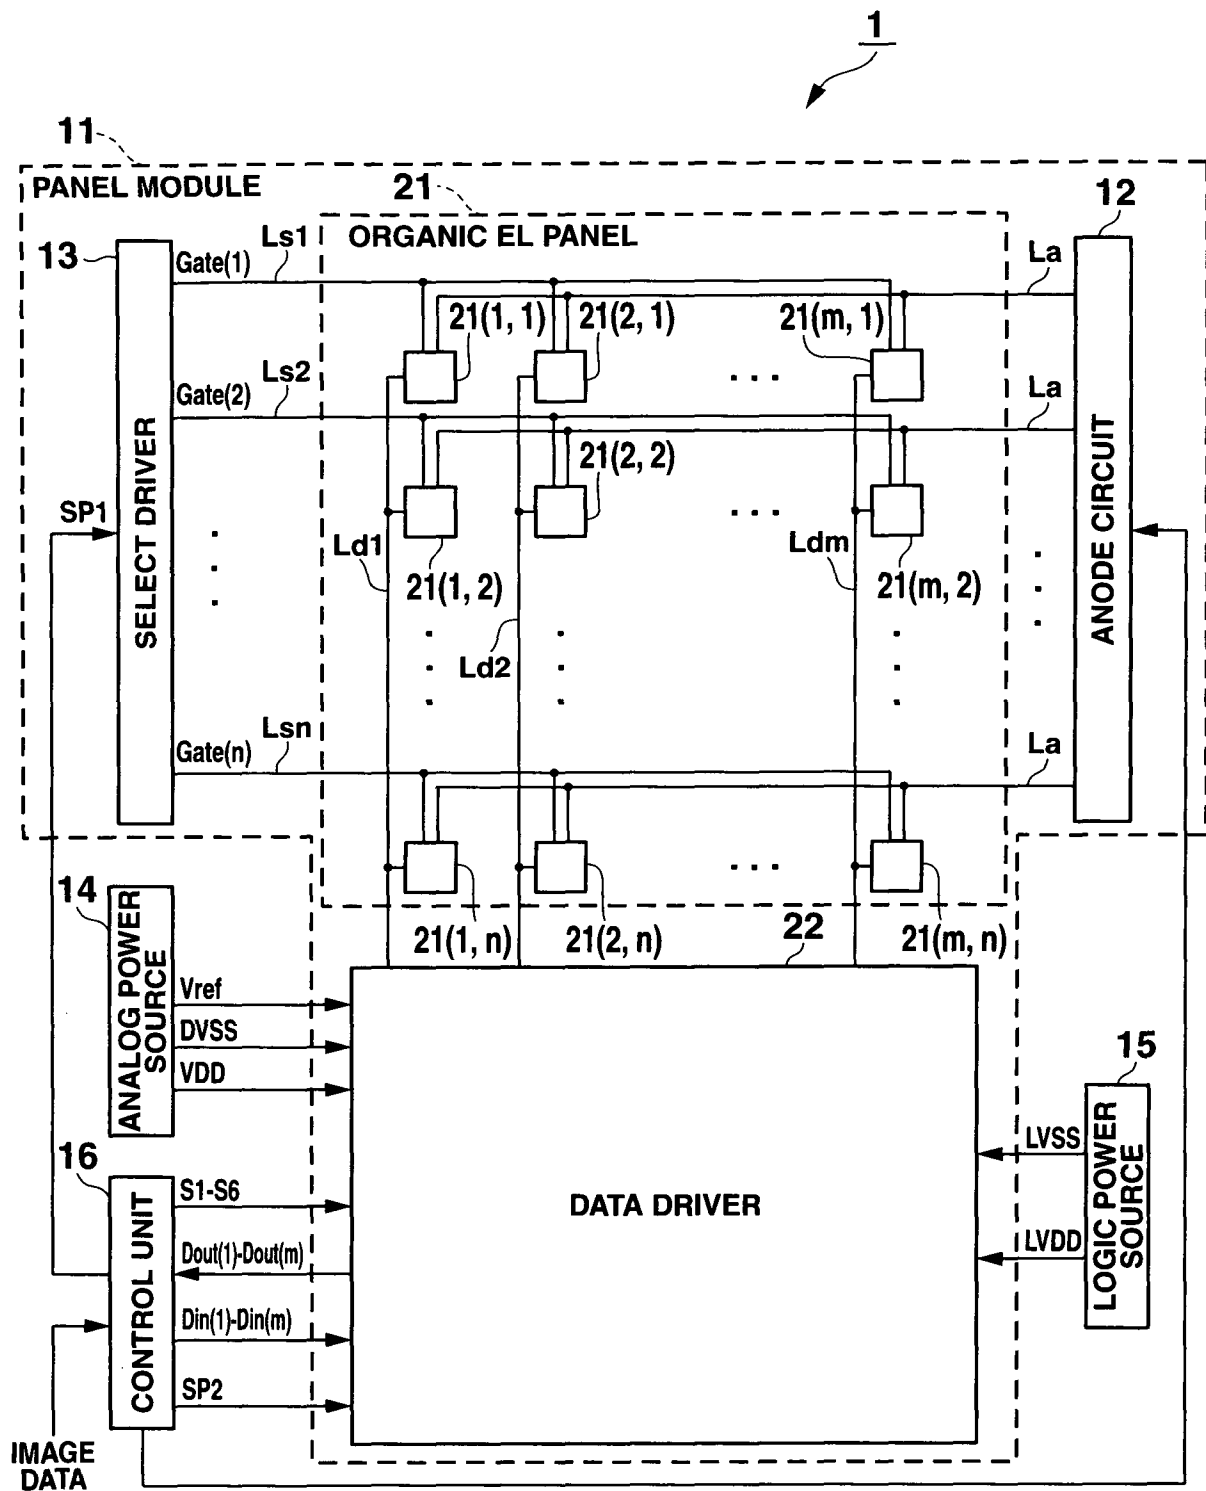 1
11
PANEL MODULE
21
12
ORGANIC EL PANEL
13
Gate(1)
Ls1
La
21(1, 1)
21(2, 1)
21(m, 1)
. . .
Gate(2)
Ls2
La
21(2, 2)
. . .
SP1
SELECT DRIVER
ANODE CIRCUIT
Ld1
Ldm
21(1, 2)
21(m, 2)
Ld2
Gate(n)
Lsn
La
. . .
14
21(1, n)
21(2, n)
22
21(m, n)
ANALOG POWER
SOURCE
Vref
DVSS
VDD
15
LVSS
LVDD
LOGIC POWER
SOURCE
16
CONTROL UNIT
S1-S6
DATA DRIVER
Dout(1)-Dout(m)
Din(1)-Din(m)
SP2
IMAGE
DATA